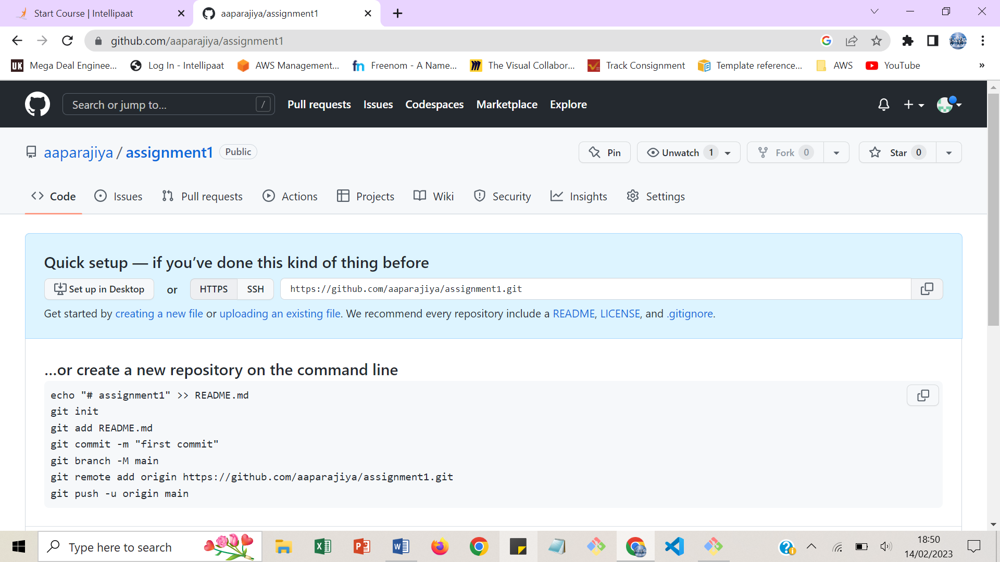 Start Course | Intellipaat
aaparajiya/assignment1
github.com/aaparajiya/assignment1
UK Mega Deal Enginee... Log In - Intellipaat AWS Management... fn Freenom - A Name... The Visual Collabor... Track Consignment Template reference... AWS YouTube »
Search or jump to... / Pull requests Issues Codespaces Marketplace Explore
aaparajiya / assignment1 Public Pin Unwatch 1 Fork 0 Star 0
Code Issues Pull requests Actions Projects Wiki Security Insights Settings
Quick setup — if you’ve done this kind of thing before
Set up in Desktop or HTTPS SSH https://github.com/aaparajiya/assignment1.git
Get started by creating a new file or uploading an existing file. We recommend every repository include a README, LICENSE, and .gitignore.
…or create a new repository on the command line
echo "# assignment1" >> README.md
git init
git add README.md
git commit -m "first commit"
git branch -M main
git remote add origin https://github.com/aaparajiya/assignment1.git
git push -u origin main
Type here to search
18:50
14/02/2023